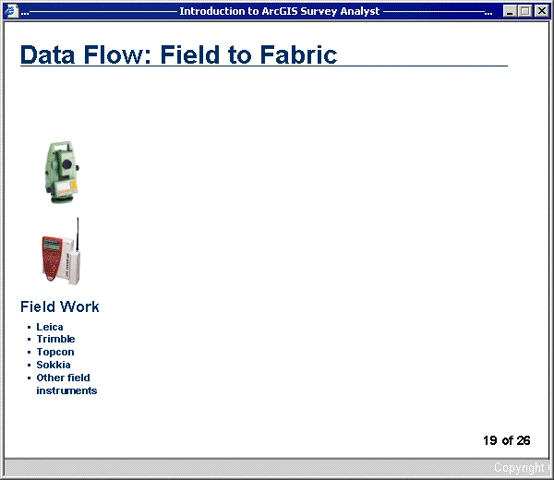 ... Introduction to ArcGIS Survey Analyst ...
Data Flow: Field to Fabric
Field Work
• Leica
• Trimble
• Topcon
• Sokkia
• Other field
instruments
19 of 26
Copyright